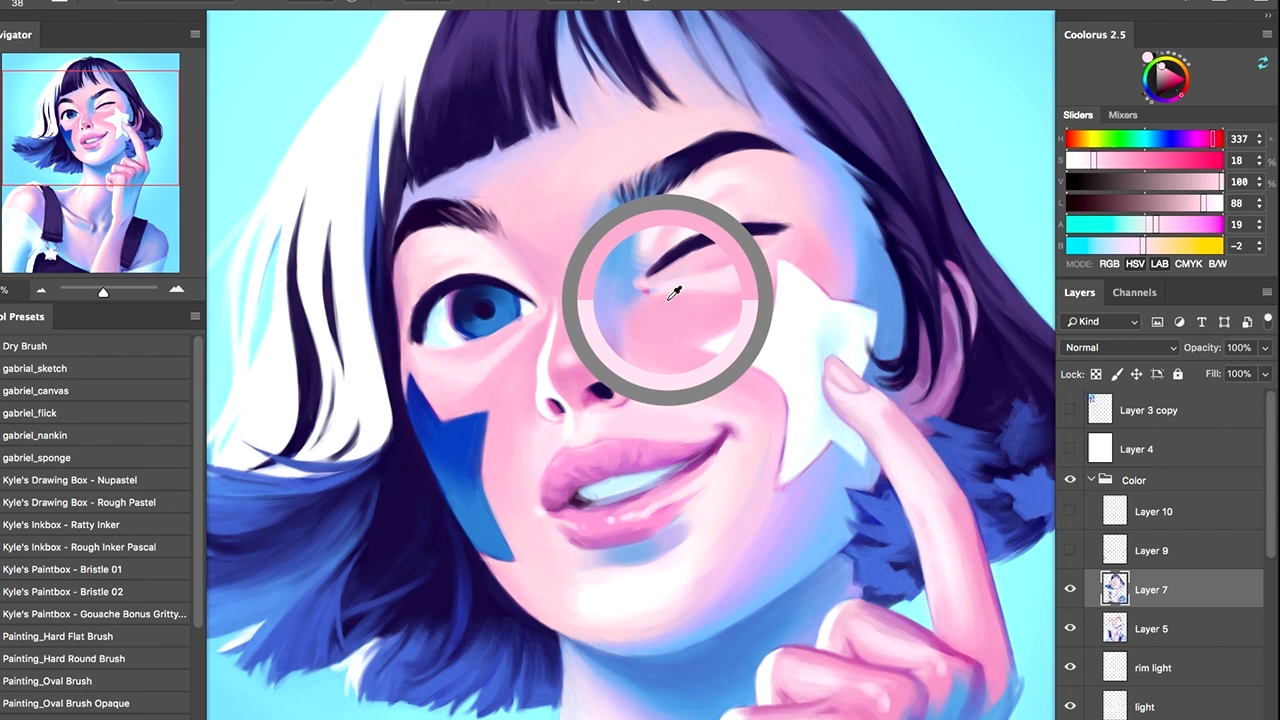 38
vigator
%
ol Presets
Dry Brush
gabriel_sketch
gabriel_canvas
gabriel_flick
gabriel_nankin
gabriel_sponge
Kyle's Drawing Box - Nupastel
Kyle's Drawing Box - Rough Pastel
Kyle's Inkbox - Ratty Inker
Kyle's Inkbox - Rough Inker Pascal
Kyle's Paintbox - Bristle 01
Kyle's Paintbox - Bristle 02
Kyle's Paintbox - Gouache Bonus Gritty...
Painting_Hard Flat Brush
Painting_Hard Round Brush
Painting_Oval Brush
Painting_Oval Brush Opaque
Coolorus 2.5
Sliders Mixers
H 337 °
S 18 %
V 100
L 88 %
A 19
B -2
MODE: RGB HSV LAB CMYK B/W
Layers Channels
Kind
Normal Opacity: 100%
Lock: Fill: 100%
Layer 3 copy
Layer 4
Color
Layer 10
Layer 9
Layer 7
Layer 5
rim light
light